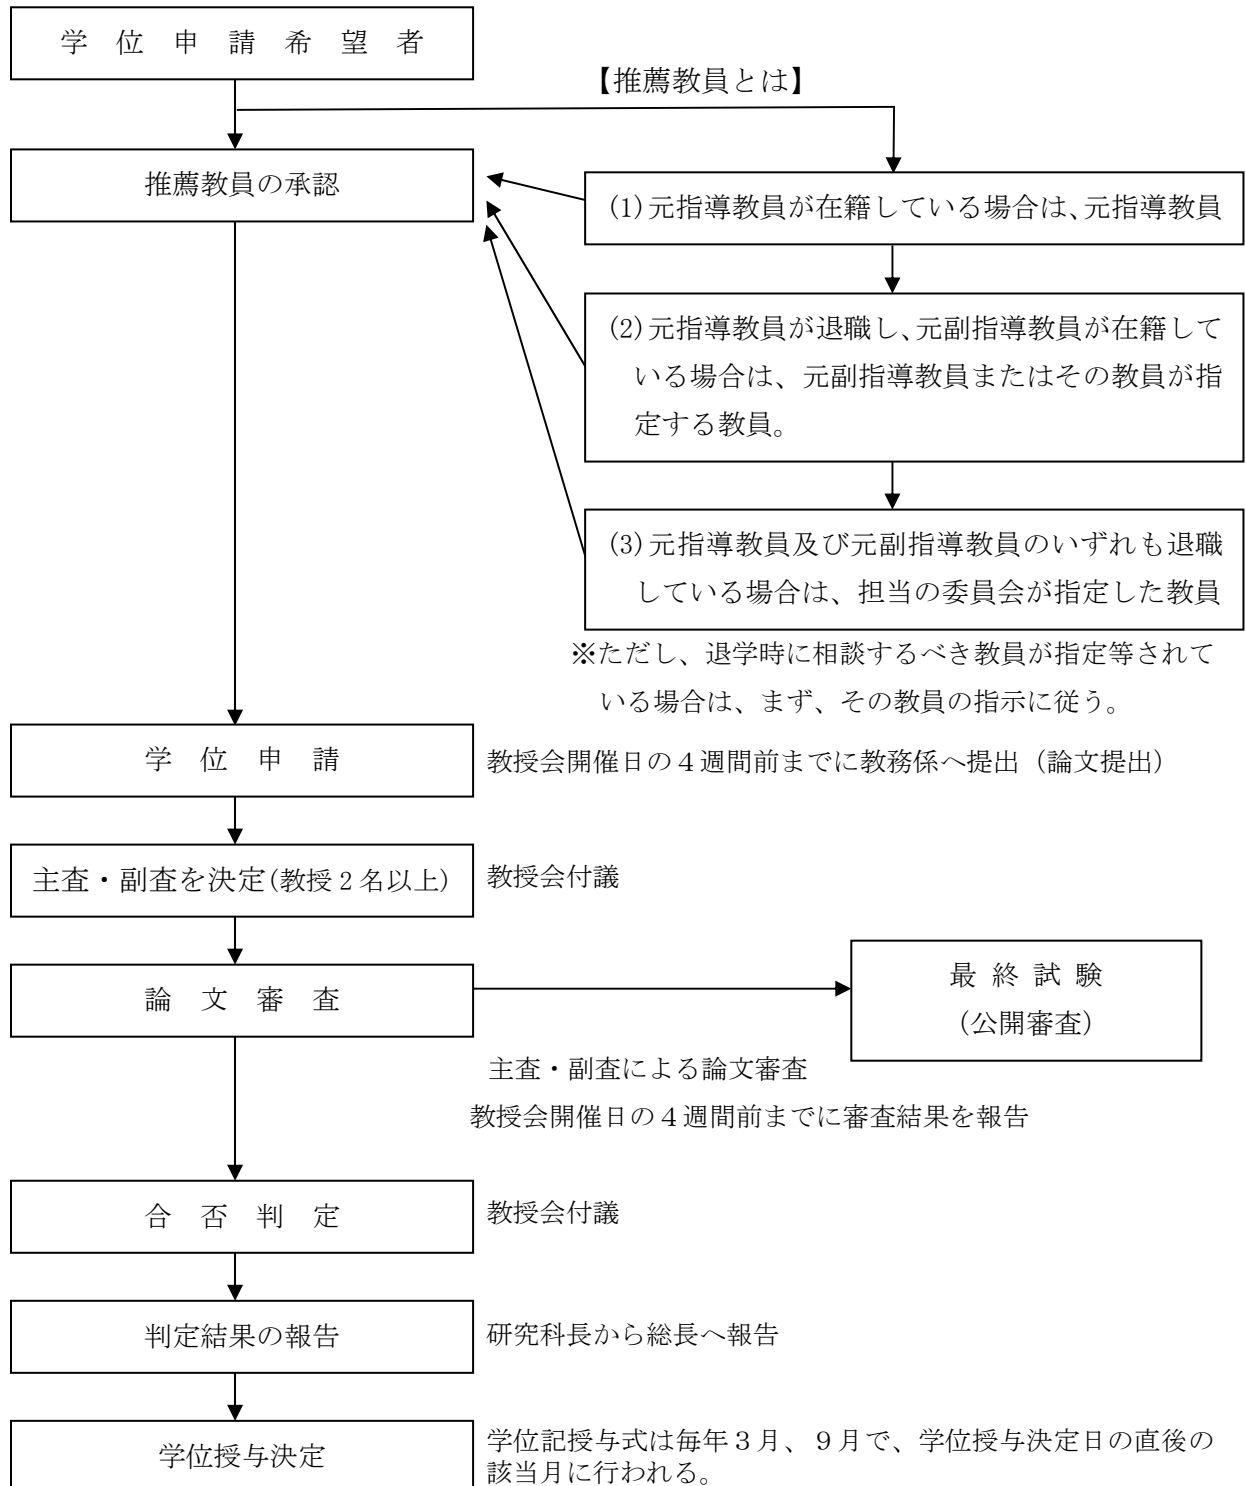 学 位 申 請 希 望 者
【推薦教員とは】
推薦教員の承認
(1)元指導教員が在籍している場合は、元指導教員
(2)元指導教員が退職し、元副指導教員が在籍して
いる場合は、元副指導教員またはその教員が指
定する教員。
(3)元指導教員及び元副指導教員のいずれも退職
している場合は、担当の委員会が指定した教員
※ただし、退学時に相談するべき教員が指定等されて
いる場合は、まず、その教員の指示に従う。
学 位 申 請
教授会開催日の4週間前までに教務係へ提出（論文提出）
主査・副査を決定(教授2名以上)
教授会付議
論 文 審 査
最 終 試 験
（公開審査）
主査・副査による論文審査
教授会開催日の4週間前までに審査結果を報告
合 否 判 定
教授会付議
判定結果の報告
研究科長から総長へ報告
学位授与決定
学位記授与式は毎年3月、9月で、学位授与決定日の直後の
該当月に行われる。